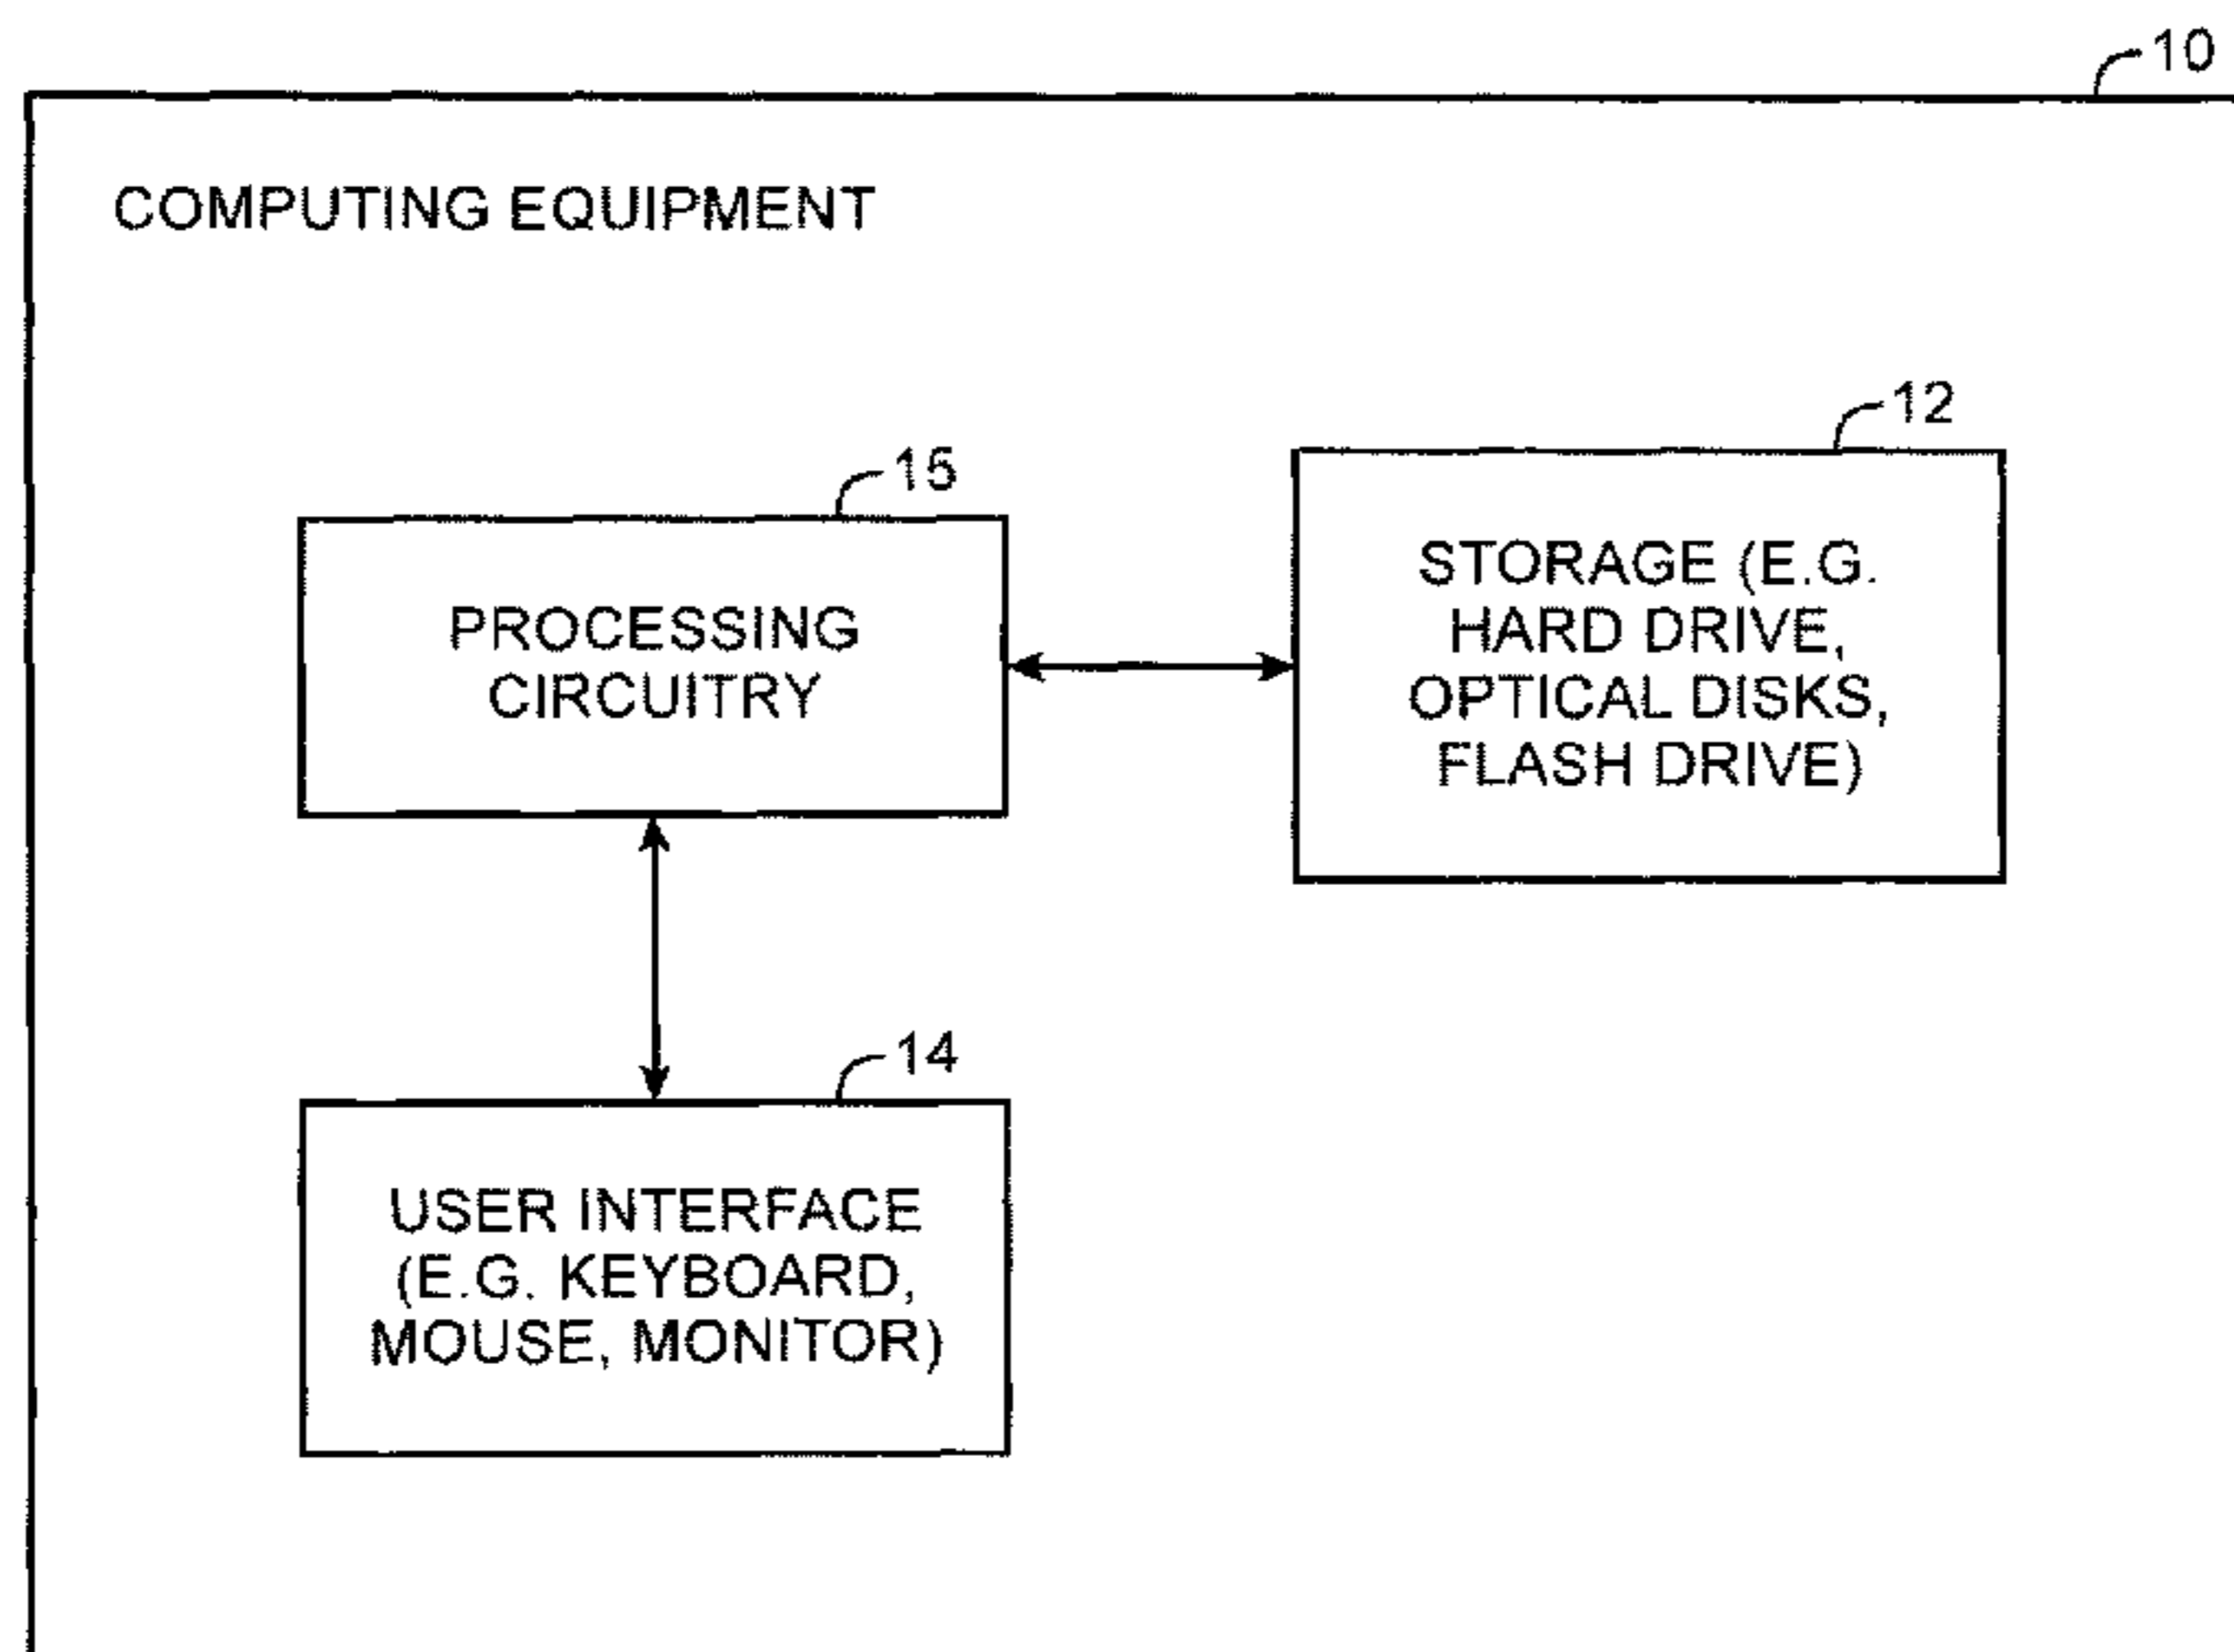 10
COMPUTING EQUIPMENT
12
15
STORAGE (E.G.
HARD DRIVE,
OPTICAL DISKS,
FLASH DRIVE)
PROCESSING
CIRCUITRY
14
USER INTERFACE
(E.G. KEYBOARD,
MOUSE, MONITOR)